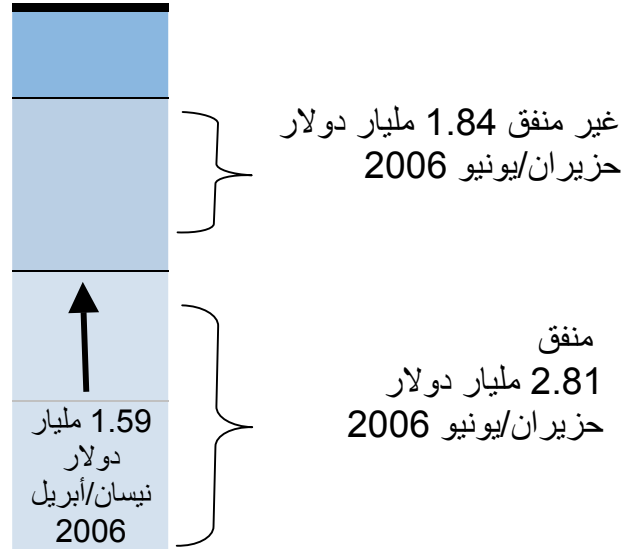 غير منفق 1.84 مليار دولار
حزيران/يونيو 2006
منفق
2.81 مليار دولار
حزيران/يونيو 2006
1.59 مليار
دولار
نيسان/أبريل
2006